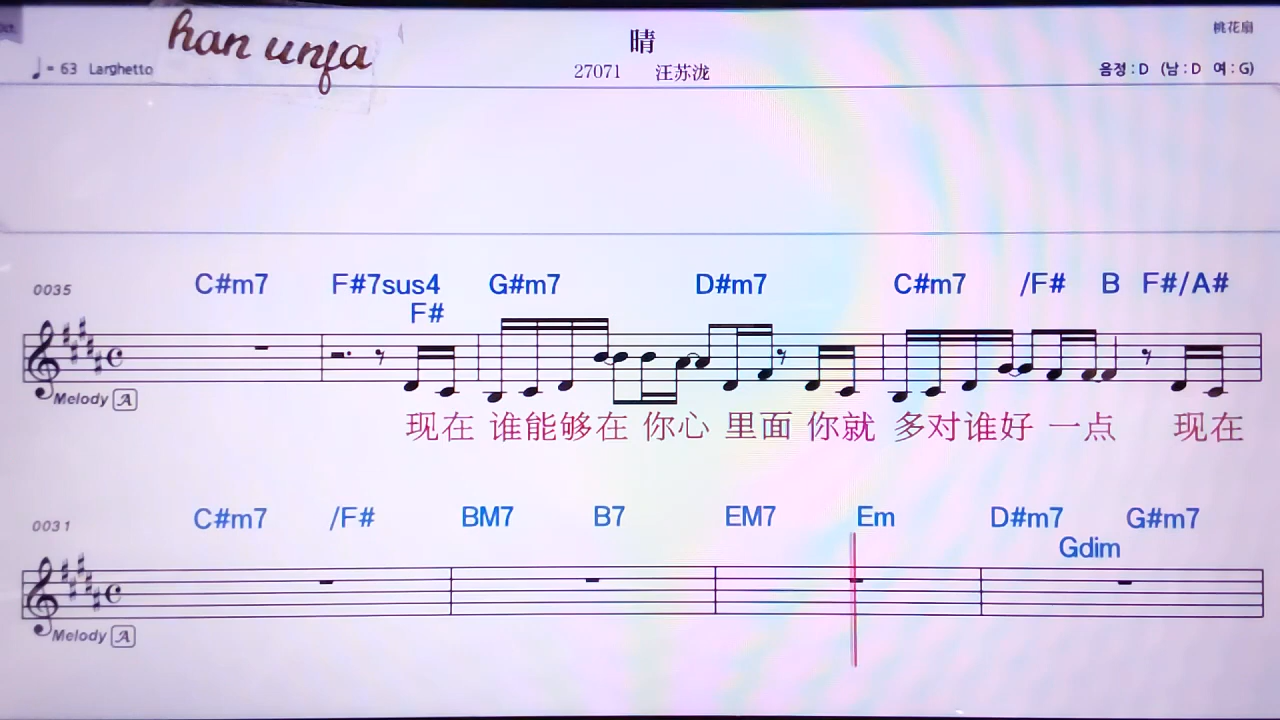 han unfa
晴
桃花扇
♩= 63 Larghetto
27071 汪苏泷
음정 : D (남 : D 여 : G)
0035
C#m7 F#7sus4 G#m7 D#m7 C#m7 /F# B F#/A#
F#
Melody A
现在 谁能够在 你心 里面 你就 多对谁好 一点 现在
0031
C#m7 /F# BM7 B7 EM7 Em D#m7 G#m7
Gdim
Melody A